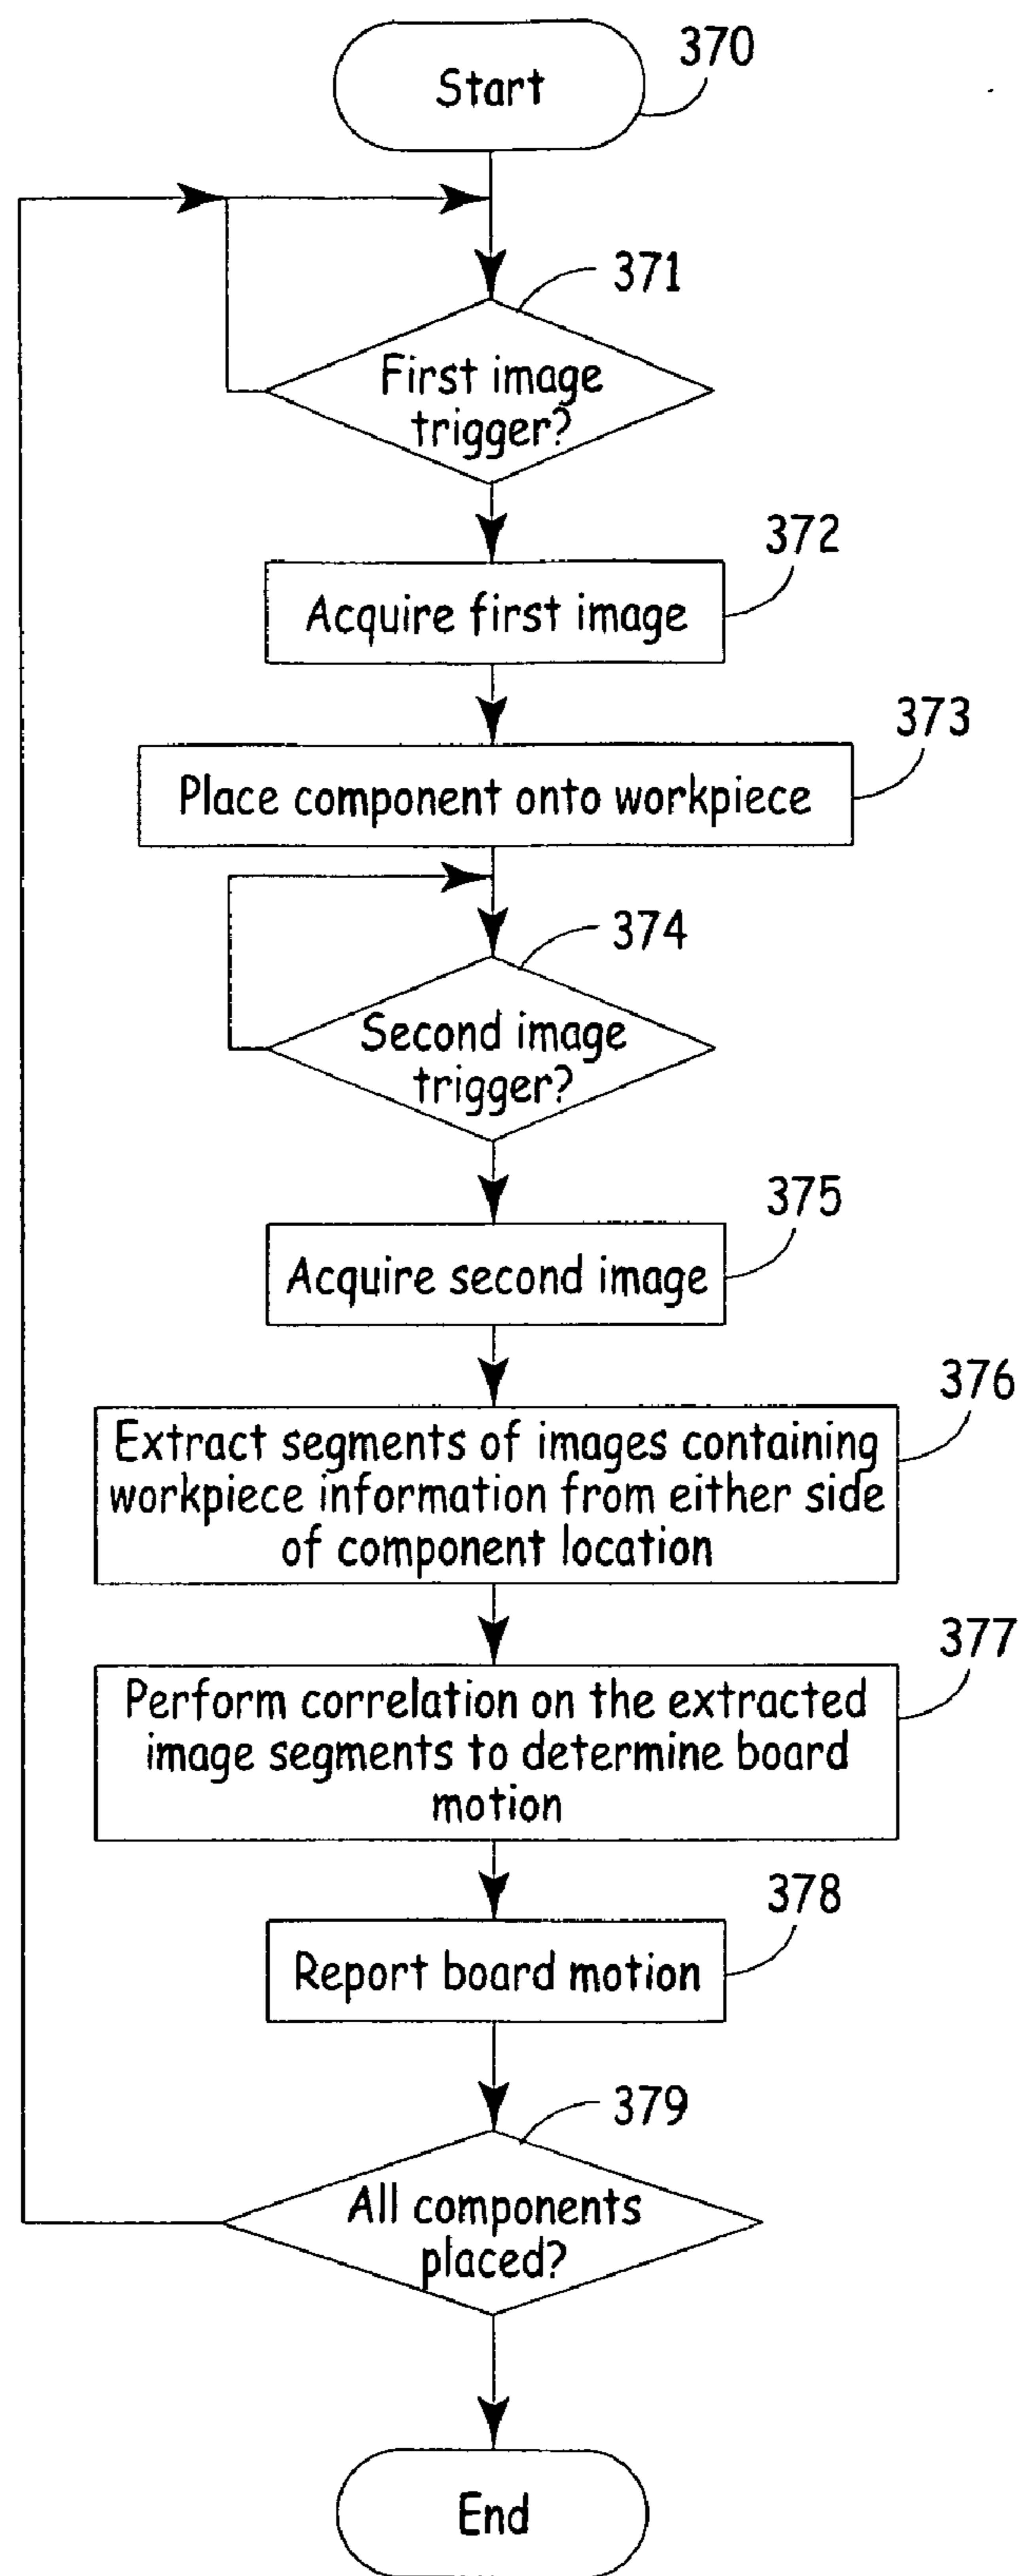 Start
370
371
First image
trigger?
372
Acquire first image
373
Place component onto workpiece
374
Second image
trigger?
375
Acquire second image
376
Extract segments of images containing
workpiece information from either side
of component location
377
Perform correlation on the extracted
image segments to determine board
motion
378
Report board motion
379
All components
placed?
End